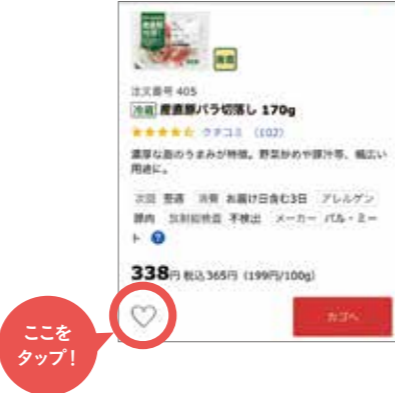 産直
注文番号 405
冷蔵 産直豚バラ切落し 170g
★★★★★ クチコミ (102)
濃厚な脂のうまみが特徴。野菜炒めや豚汁等、幅広い
用途に。
次回 普通 消費 お届け日含む3日 アレルゲン
豚肉 放射能検査 不検出 メーカー パル・ミー
ト ?
338円 税込365円 (199円/100g)
カゴへ
ここを
タップ!